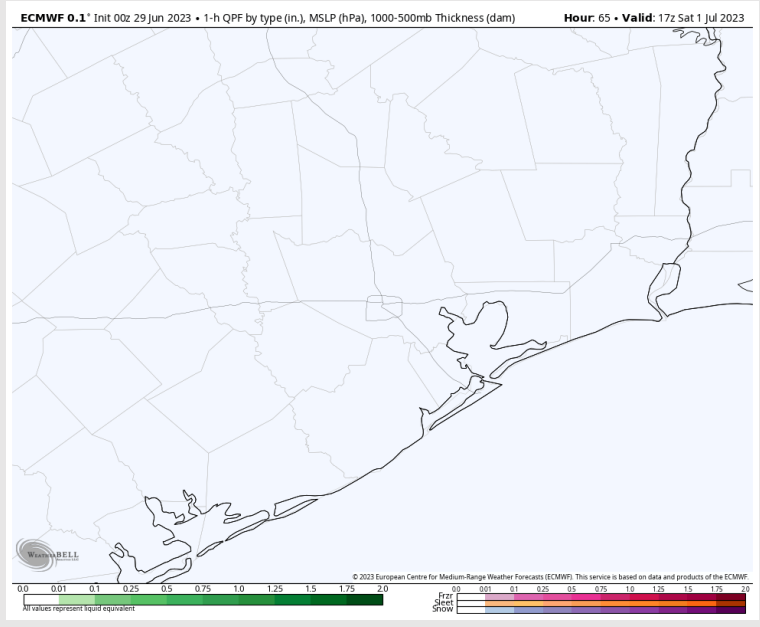 ECMWF 0.1° Init 00z 29 Jun 2023 • 1-h QPF by type (in.), MSLP (hPa), 1000-500mb Thickness (dam) Hour: 65 • Valid: 17z Sat 1 Jul 2023
WEATHERBELL
© 2023 European Centre for Medium-Range Weather Forecasts (ECMWF). This service is based on data and products of the ECMWF.
0.0 0.01 0.1 0.25 0.5 0.75 1.0 1.25 1.5 1.75 2.0
All values represent liquid equivalent
0.0 0.01 0.1 0.25 0.5 0.75 1.0 1.25 1.5 1.75 2.0
Frzr
Sleet
Snow